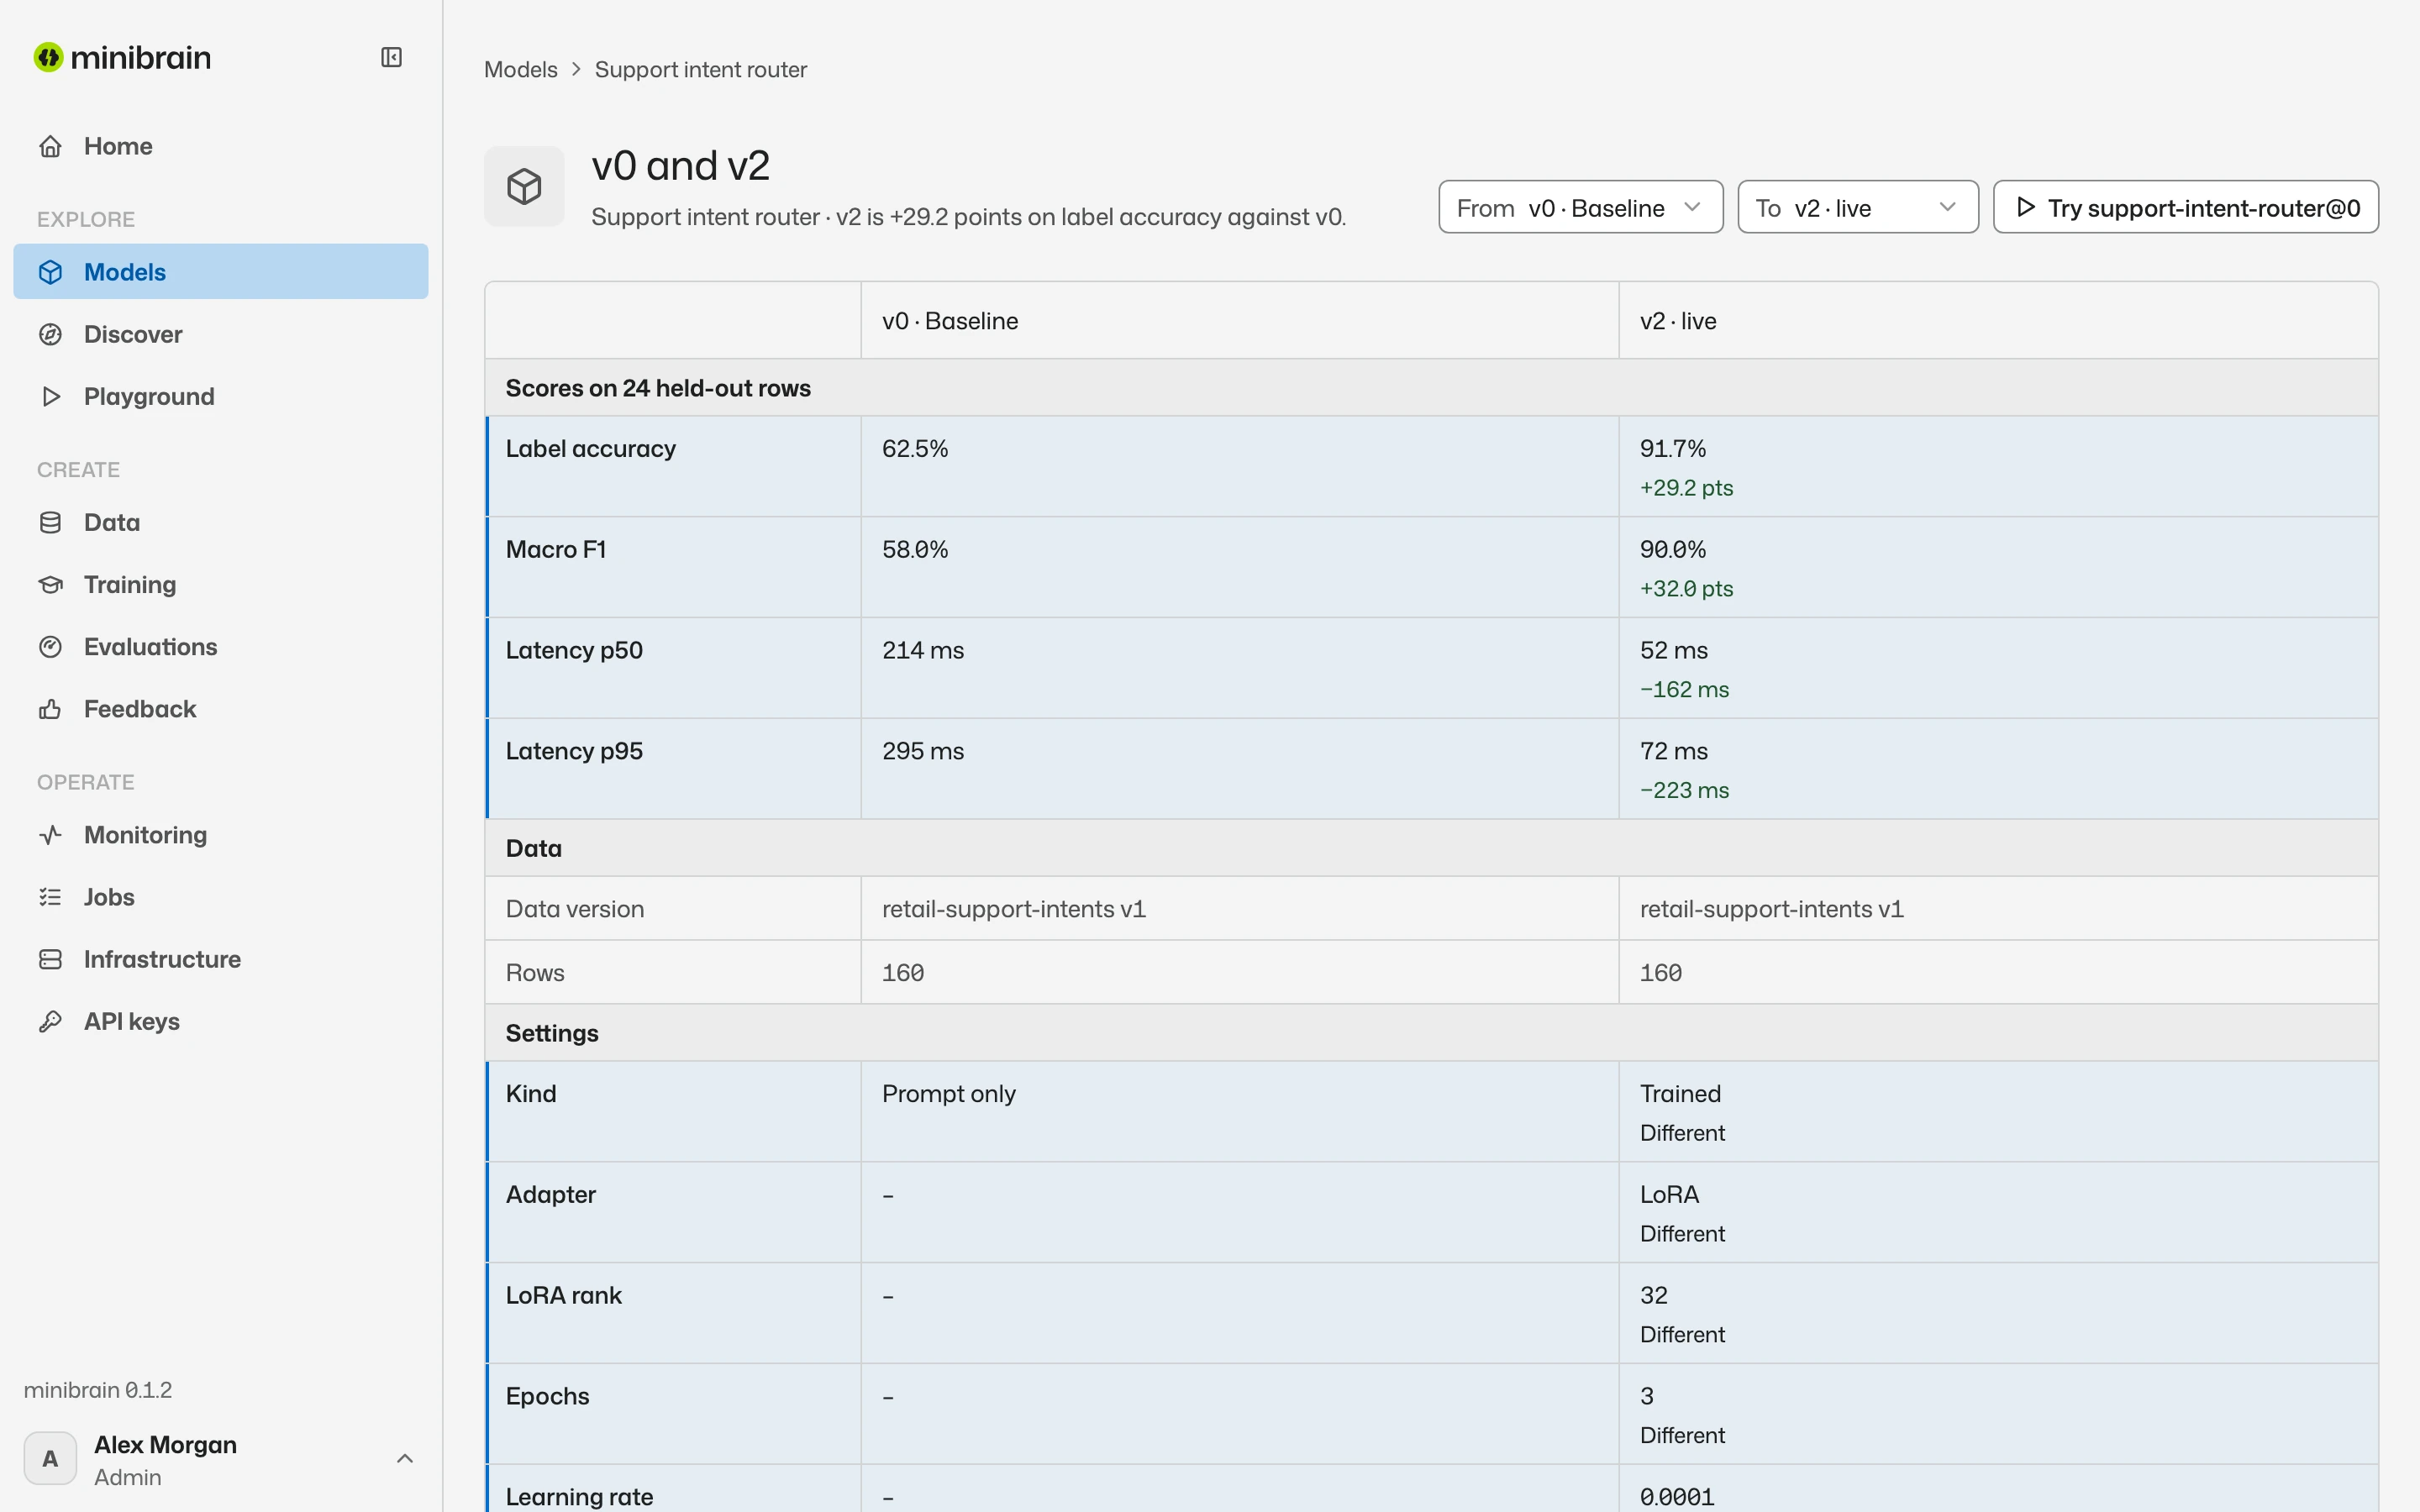 minibrain
Home
EXPLORE
Models
Discover
Playground
CREATE
Data
Training
Evaluations
Feedback
OPERATE
Monitoring
Jobs
Infrastructure
API keys
minibrain 0.1.2
A
Alex Morgan
Admin
Models > Support intent router
v0 and v2
Support intent router · v2 is +29.2 points on label accuracy against v0.
From v0 · Baseline
To v2 · live
Try support-intent-router@0
v0 · Baseline v2 · live
Scores on 24 held-out rows
Label accuracy 62.5% 91.7%
+29.2 pts
Macro F1 58.0% 90.0%
+32.0 pts
Latency p50 214 ms 52 ms
−162 ms
Latency p95 295 ms 72 ms
−223 ms
Data
Data version retail-support-intents v1 retail-support-intents v1
Rows 160 160
Settings
Kind Prompt only Trained
Different
Adapter – LoRA
Different
LoRA rank – 32
Different
Epochs – 3
Different
Learning rate – 0.0001